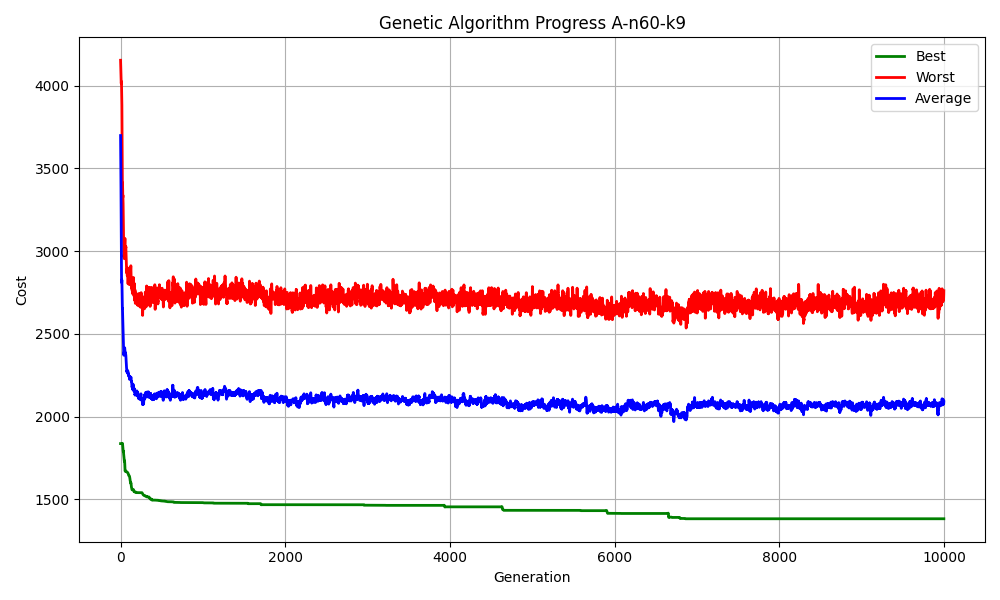 Genetic Algorithm Progress A-n60-k9
Best
Worst
Average
4000
3500
3000
2500
2000
1500
Cost
0 2000 4000 6000 8000 10000
Generation